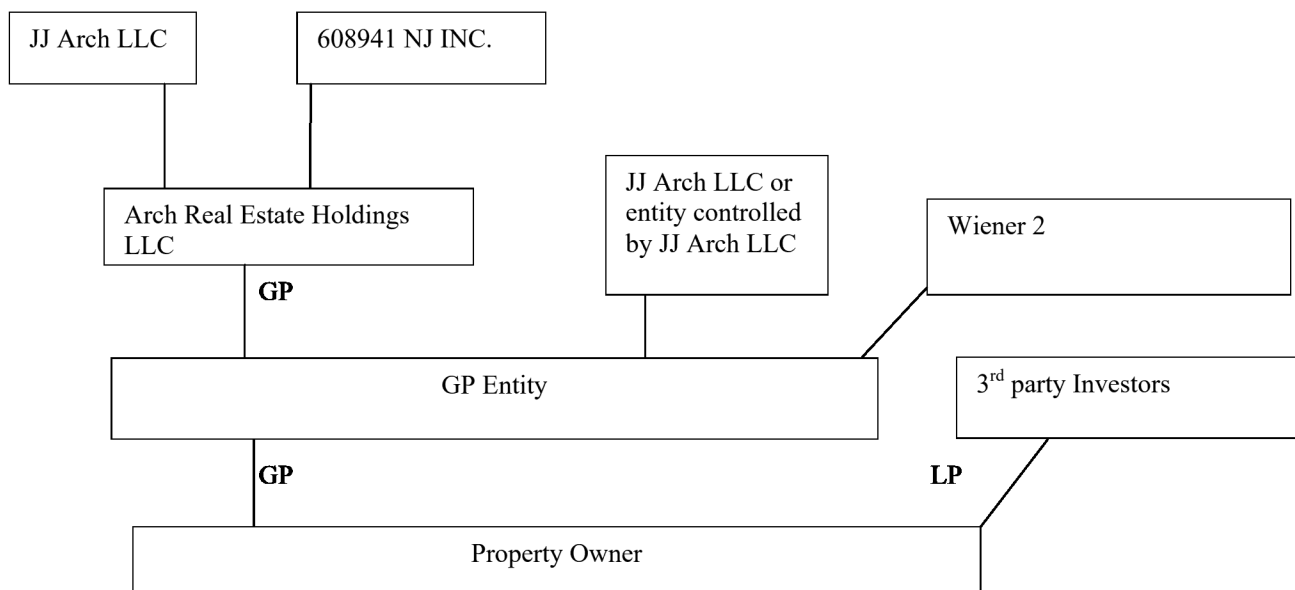 JJ Arch LLC
608941 NJ INC.
Arch Real Estate Holdings
LLC
JJ Arch LLC or
entity controlled
by JJ Arch LLC
Wiener 2
GP
GP Entity
3rd party Investors
GP
LP
Property Owner